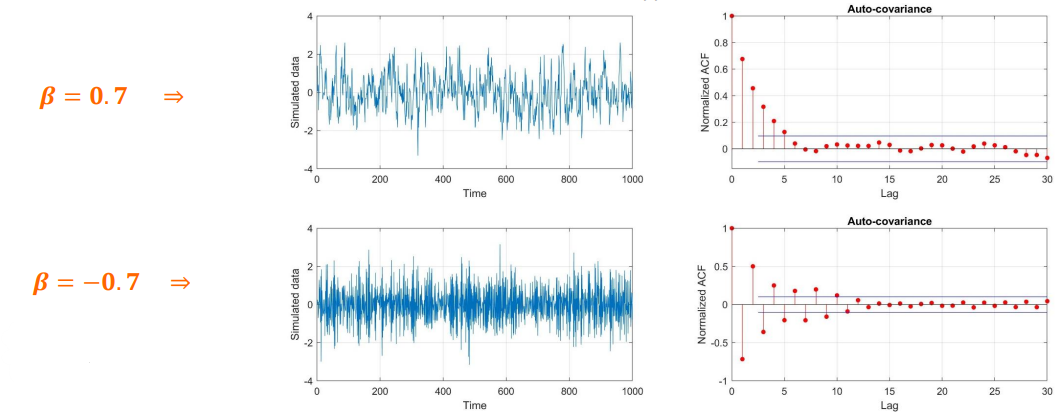 β = 0.7 ⇒
4
2
0
-2
-4
Simulated data
0 200 400 600 800 1000
Time
Auto-covariance
1
0.8
0.6
0.4
0.2
0
Normalized ACF
0 5 10 15 20 25 30
Lag
β = −0.7 ⇒
4
2
0
-2
-4
Simulated data
0 200 400 600 800 1000
Time
Auto-covariance
1
0.5
0
-0.5
-1
Normalized ACF
0 5 10 15 20 25 30
Lag